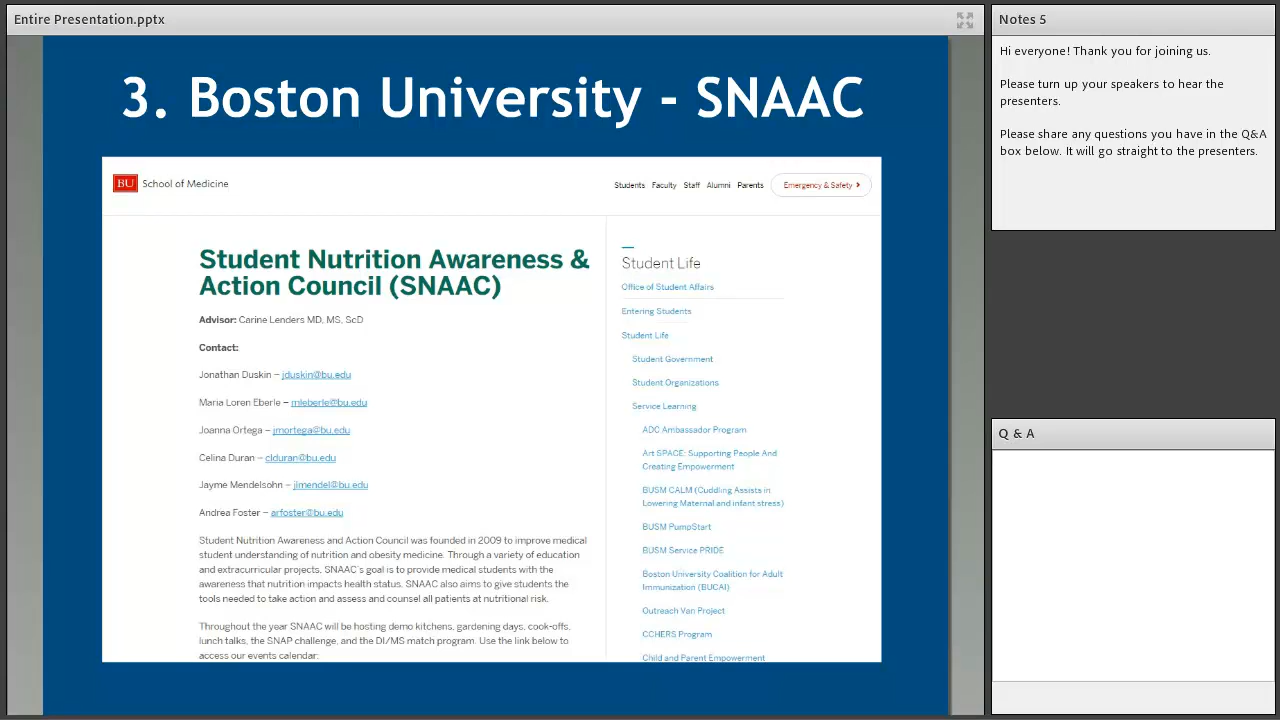 Entire Presentation.pptx
3. Boston University - SNAAC
BU School of Medicine
Students Faculty Staff Alumni Parents Emergency & Safety
Student Nutrition Awareness &
Action Council (SNAAC)
Advisor: Carine Lenders MD, MS, ScD
Contact:
Jonathan Duskin – jduskin@bu.edu
Maria Loren Eberle – mleberle@bu.edu
Joanna Ortega – jmortega@bu.edu
Celina Duran – clduran@bu.edu
Jayme Mendelsohn – jlmendel@bu.edu
Andrea Foster – arfoster@bu.edu
Student Nutrition Awareness and Action Council was founded in 2009 to improve medical
student understanding of nutrition and obesity medicine. Through a variety of education
and extracurricular projects, SNAAC's goal is to provide medical students with the
awareness that nutrition impacts health status. SNAAC also aims to give students the
tools needed to take action and assess and counsel all patients at nutritional risk.
Throughout the year SNAAC will be hosting demo kitchens, gardening days, cook-offs,
lunch talks, the SNAP challenge, and the DI/MS match program. Use the link below to
access our events calendar:
Student Life
Office of Student Affairs
Entering Students
Student Life
Student Government
Student Organizations
Service Learning
ADC Ambassador Program
Art SPACE: Supporting People And
Creating Empowerment
BUSM CALM (Cuddling Assists in
Lowering Maternal and infant stress)
BUSM PumpStart
BUSM Service PRIDE
Boston University Coalition for Adult
Immunization (BUCAI)
Outreach Van Project
CCHERS Program
Child and Parent Empowerment
Notes 5
Hi everyone! Thank you for joining us.
Please turn up your speakers to hear the
presenters.
Please share any questions you have in the Q&A
box below. It will go straight to the presenters.
Q & A